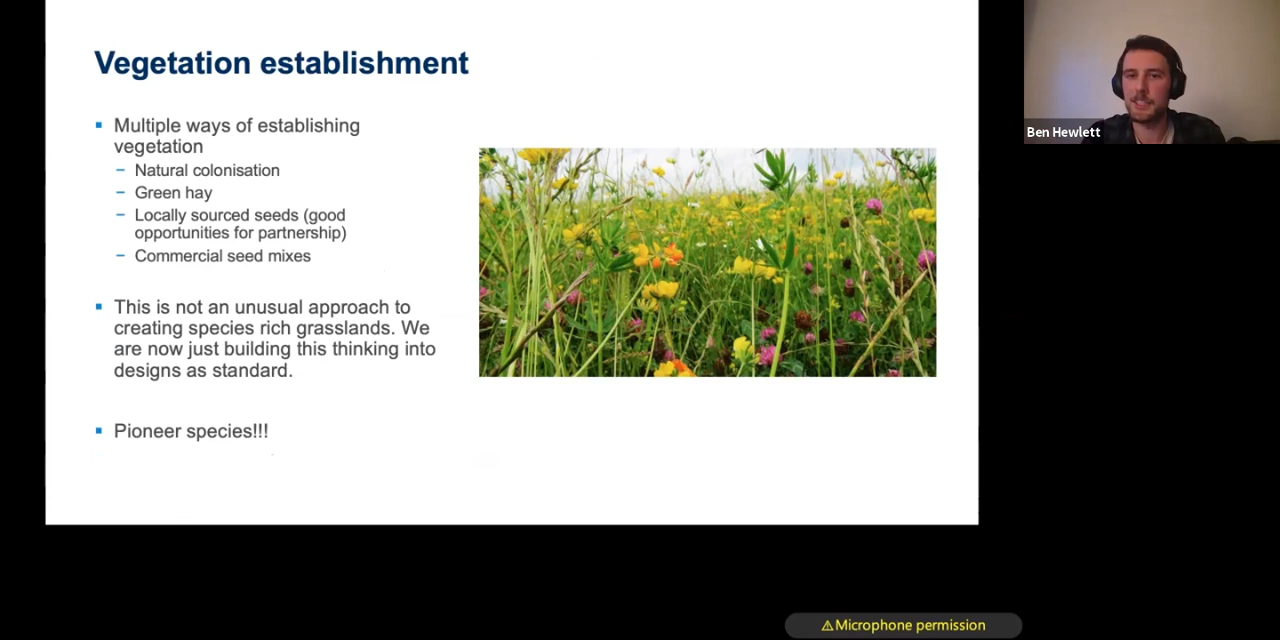 Vegetation establishment
Multiple ways of establishing
vegetation
Natural colonisation
Green hay
Locally sourced seeds (good
opportunities for partnership)
Commercial seed mixes
This is not an unusual approach to
creating species rich grasslands. We
are now just building this thinking into
designs as standard.
Pioneer species!!!
Ben Hewlett
Microphone permission